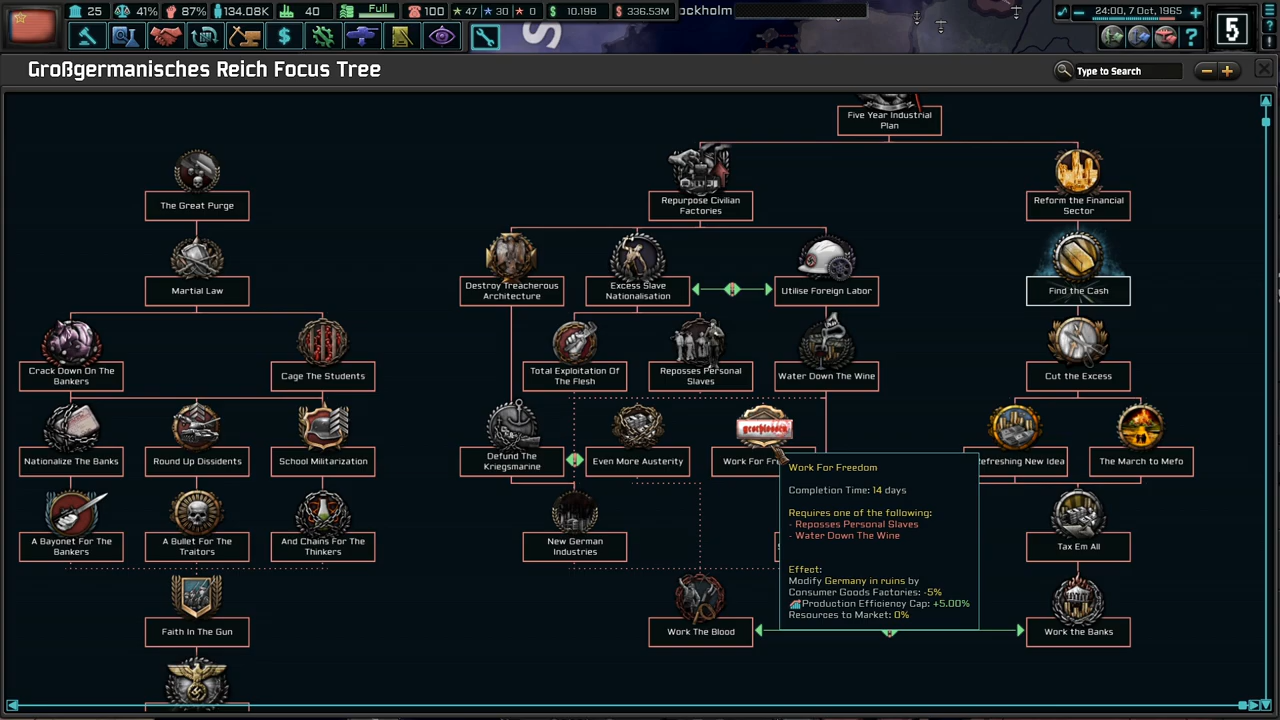 25
41%
87%
134.08K
40
Full
100
47
30
0
10.19B
336.53M
ockholm
24:00, 7 Oct, 1965
5
Großgermanisches Reich Focus Tree
Type to Search
Five Year Industrial
Plan
The Great Purge
Repurpose Civilian
Factories
Reform the Financial
Sector
Martial Law
Destroy Treacherous
Architecture
Excess Slave
Nationalisation
Utilise Foreign Labor
Find the Cash
Crack Down On The
Bankers
Cage The Students
Total Exploitation Of
The Flesh
Reposses Personal
Slaves
Water Down The Wine
Cut the Excess
Nationalize The Banks
Round Up Dissidents
School Militarization
Defund The
Kriegsmarine
Even More Austerity
geschlossen
Work For Fre
efreshing New Idea
The March to Mefo
A Bayonet For The
Bankers
A Bullet For The
Traitors
And Chains For The
Thinkers
New German
Industries
Tax Em All
Faith In The Gun
Work The Blood
Work the Banks
Work For Freedom
Completion Time: 14 days
Requires one of the following:
- Reposses Personal Slaves
- Water Down The Wine
Effect:
Modify Germany in ruins by
Consumer Goods Factories: -5%
Production Efficiency Cap: +5.00%
Resources to Market: 0%